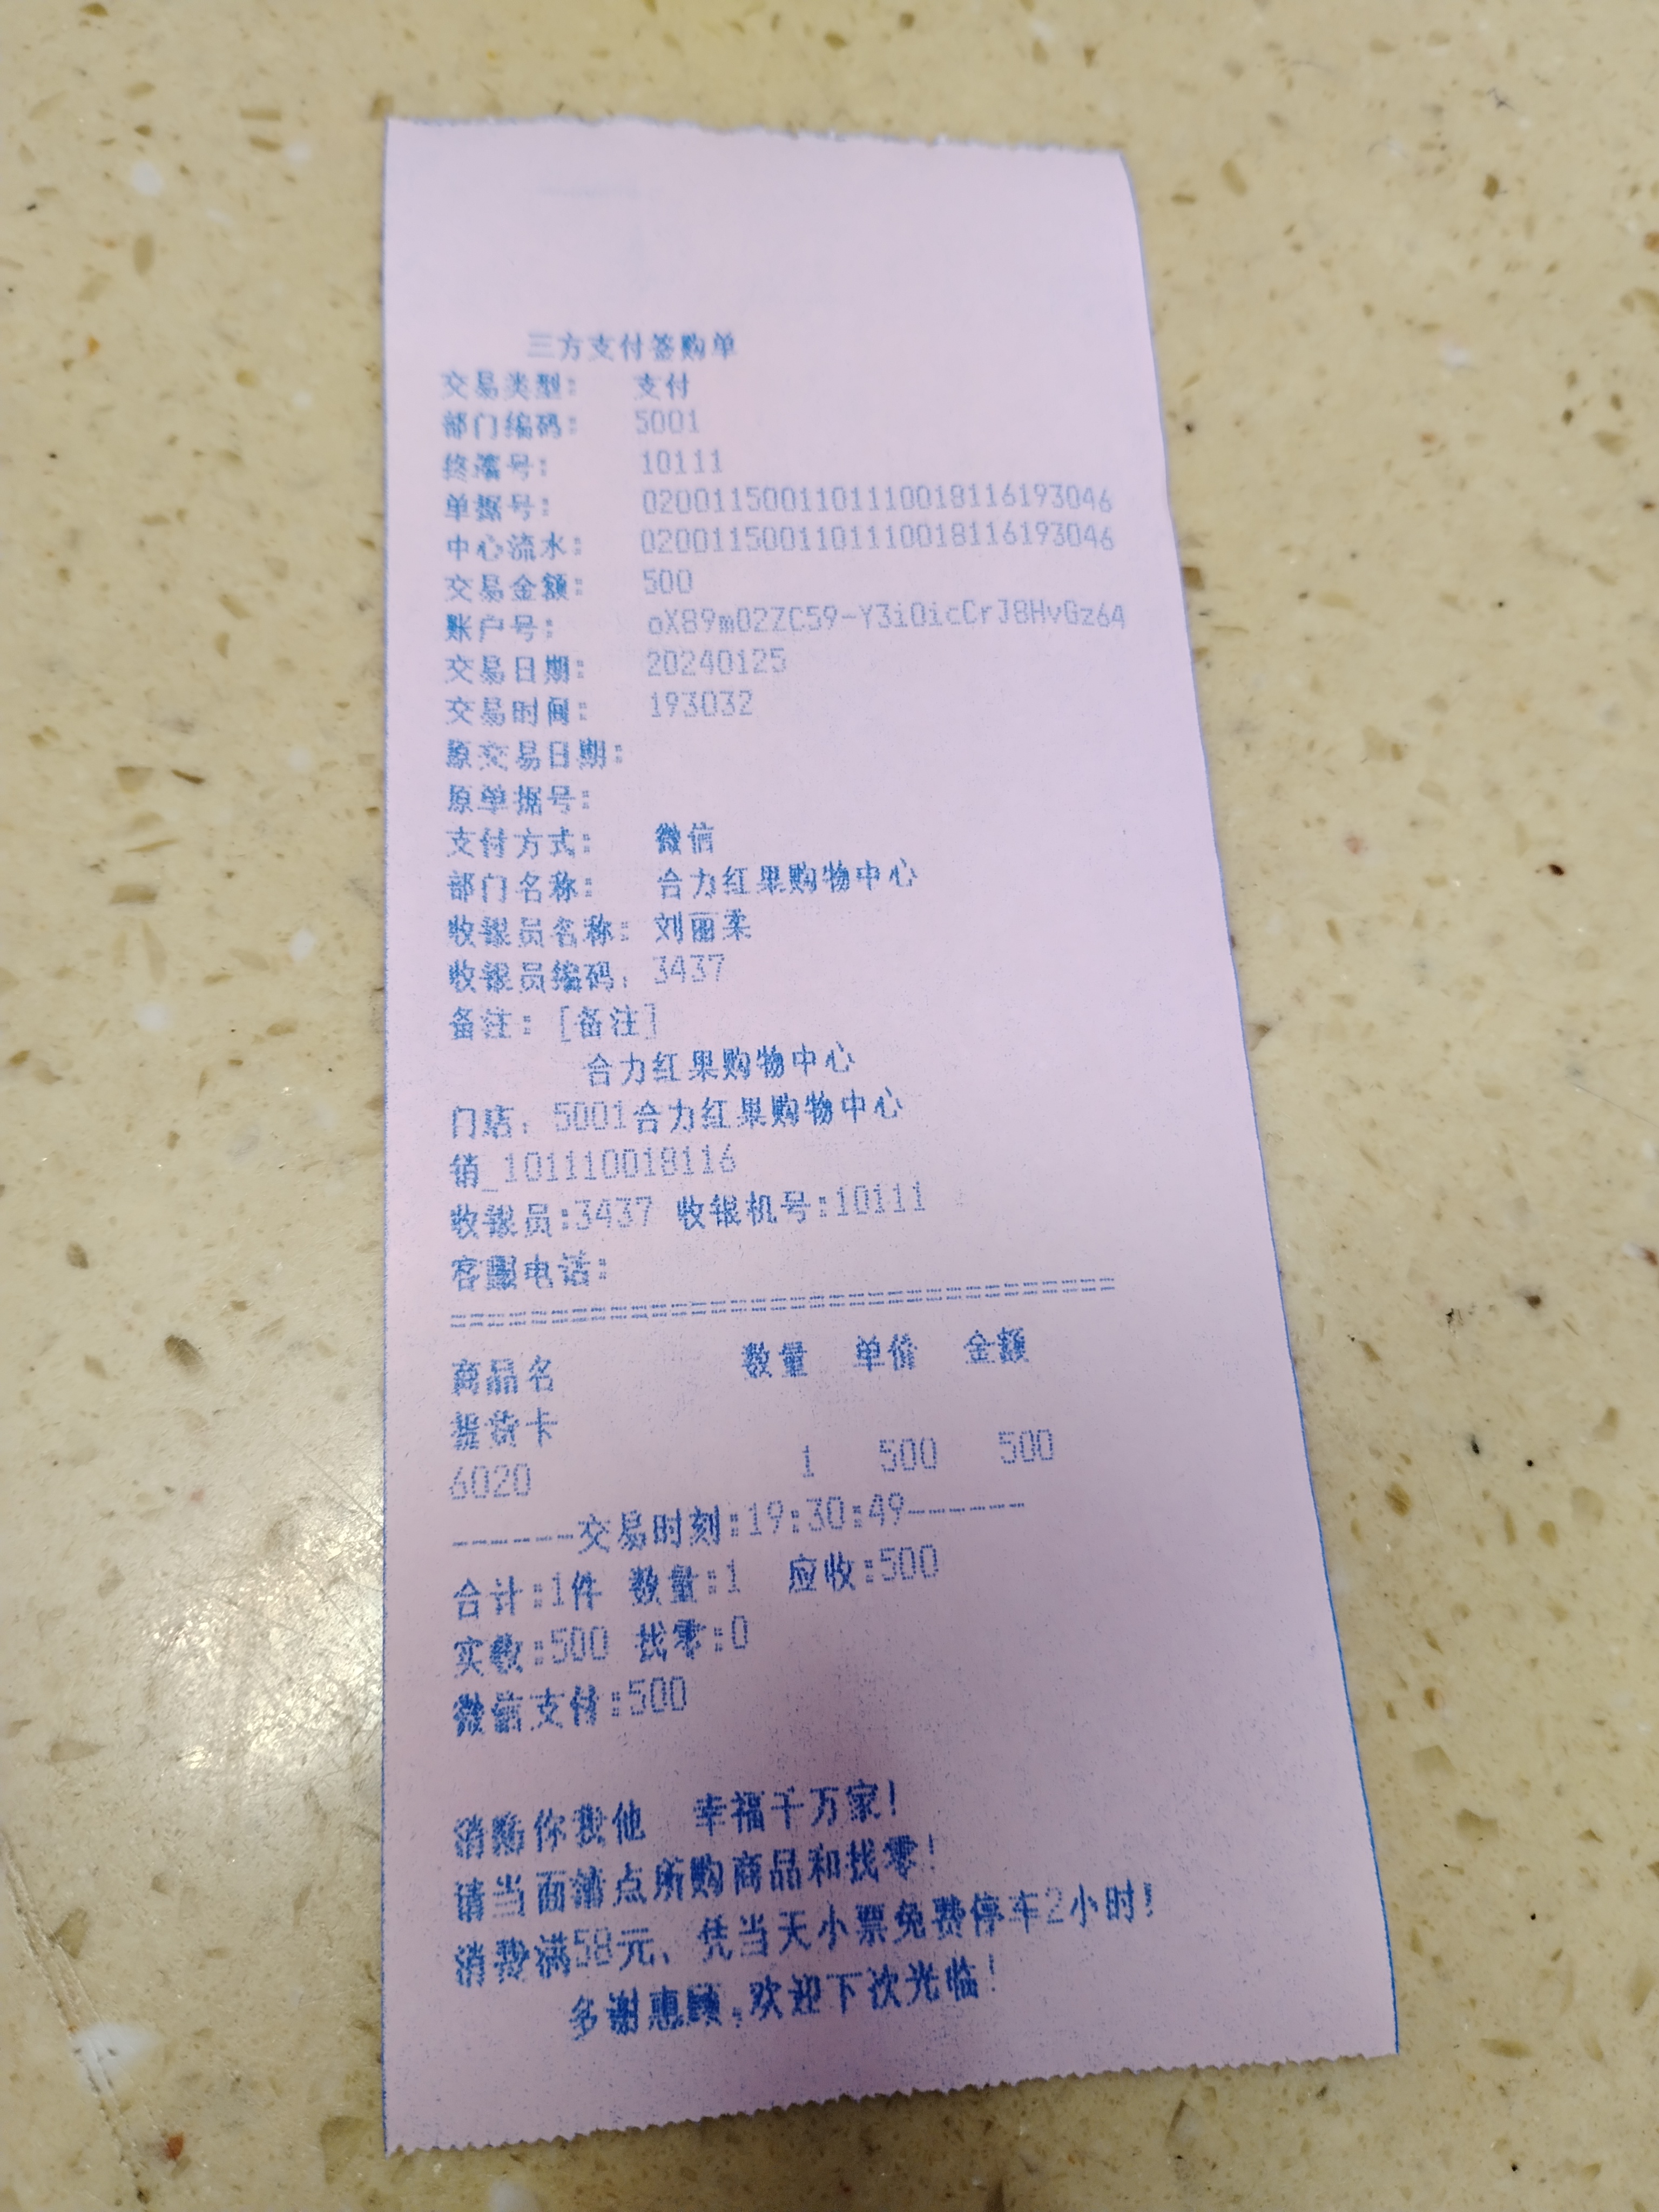 三方支付签购单
交易类型: 支付
部门编码: 5001
终端号: 10111
单据号: 0200115001101110018116193046
中心流水: 0200115001101110018116193046
交易金额: 500
账户号: oX89m02ZC59-Y3iOicCrJ8HvGz64
交易日期: 20240125
交易时间: 193032
原交易日期:
原单据号:
支付方式: 微信
部门名称: 合力红果购物中心
收银员名称: 刘丽柔
收银员编码: 3437
备注: [备注]
合力红果购物中心
门店: 5001合力红果购物中心
销_101110018116
收银员:3437 收银机号:10111
客服电话:
商品名 数量 单价 金额
提货卡
6020 1 500 500
------交易时刻:19:30:49------
合计:1件 数量:1 应收:500
实收:500 找零:0
微信支付:500
消防你我他 幸福千万家!
请当面清点所购商品和找零!
消费满58元、凭当天小票免费停车2小时!
多谢惠顾,欢迎下次光临!